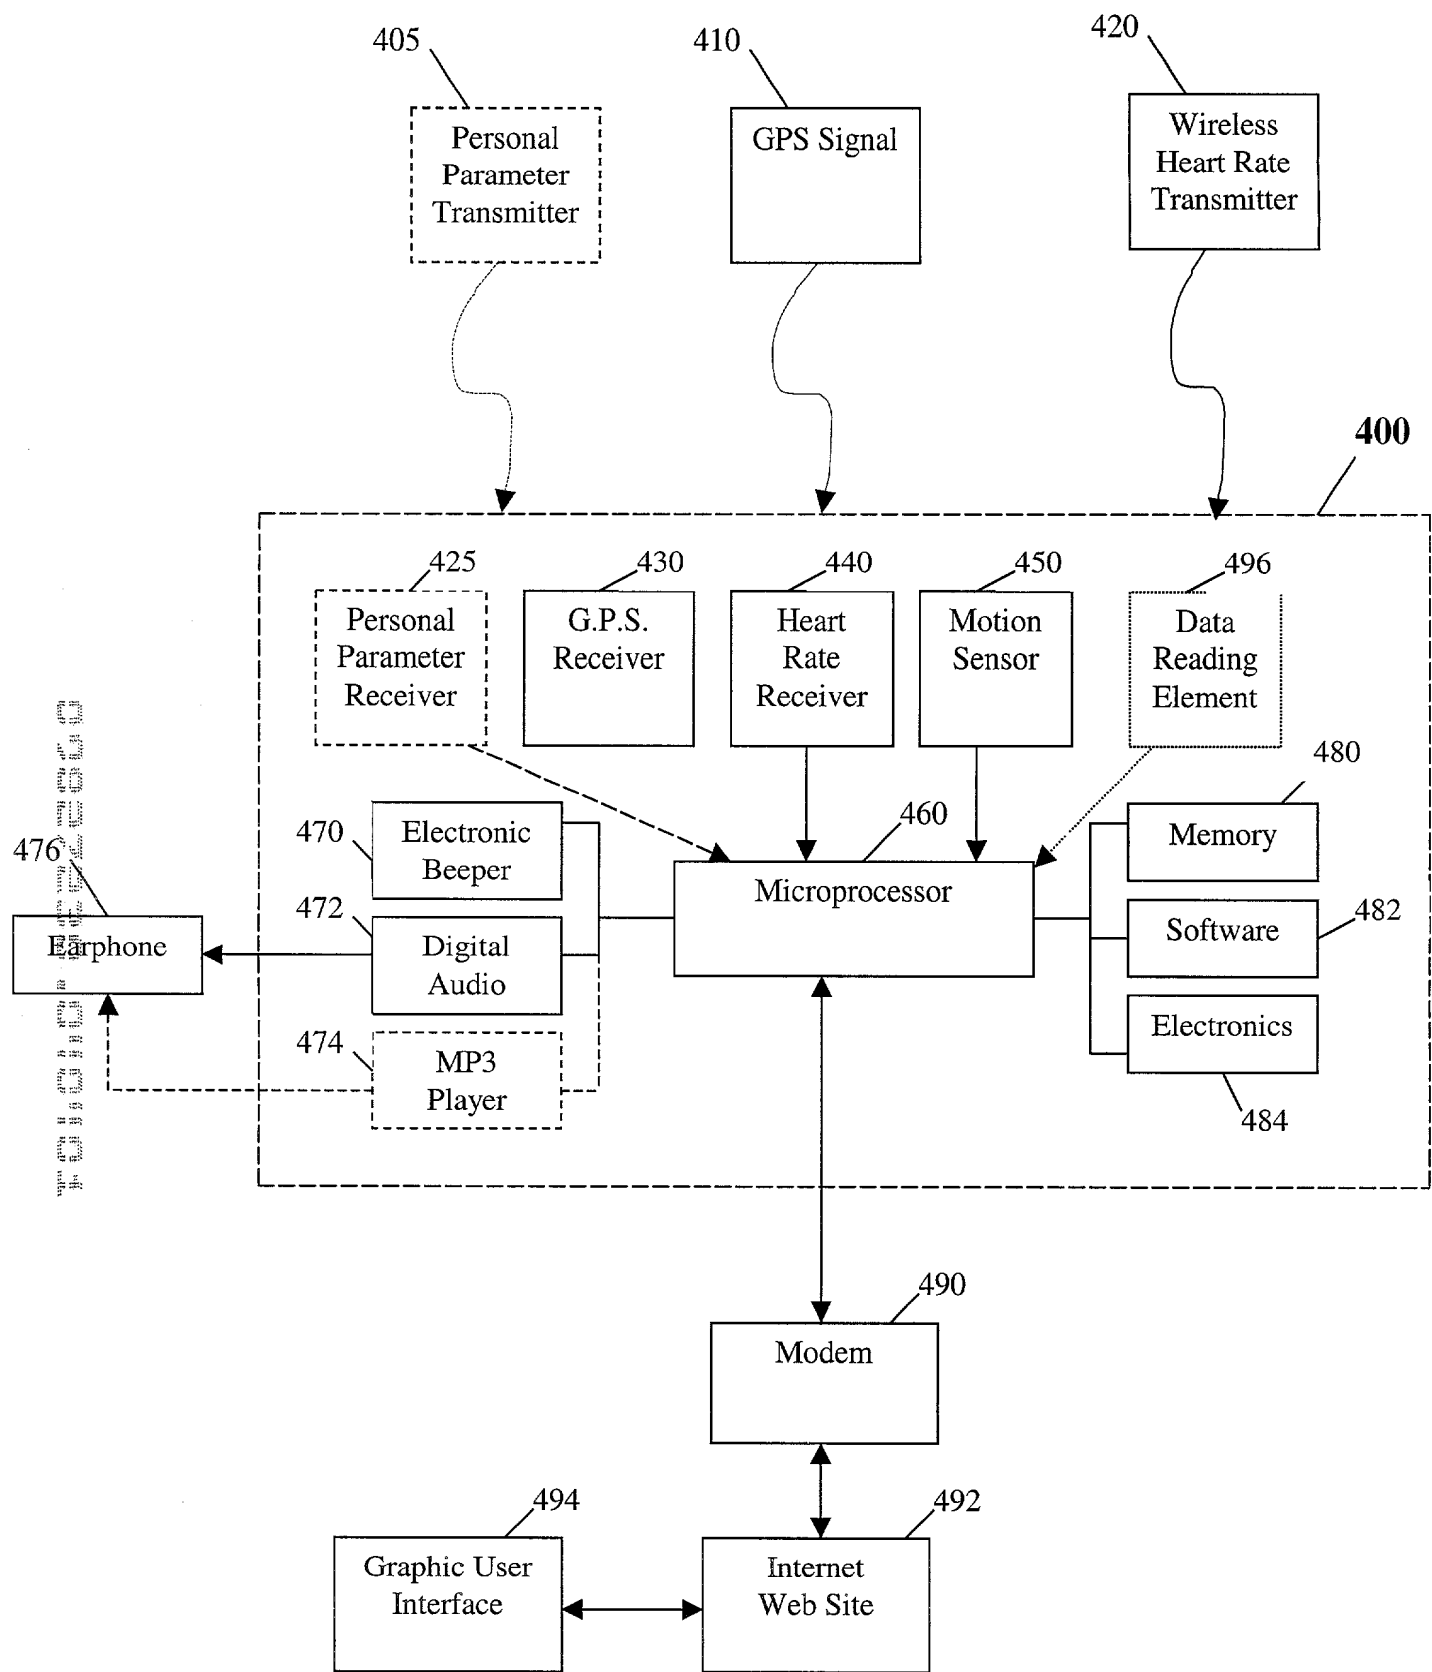 405
410
420
Personal
Parameter
Transmitter
GPS Signal
Wireless
Heart Rate
Transmitter
400
425
430
440
450
496
Personal
Parameter
Receiver
G.P.S.
Receiver
Heart
Rate
Receiver
Motion
Sensor
Data
Reading
Element
480
460
470
Electronic
Beeper
Microprocessor
Memory
476
472
482
Earphone
Digital
Audio
Software
474
MP3
Player
Electronics
484
490
Modem
494
492
Graphic User
Interface
Internet
Web Site